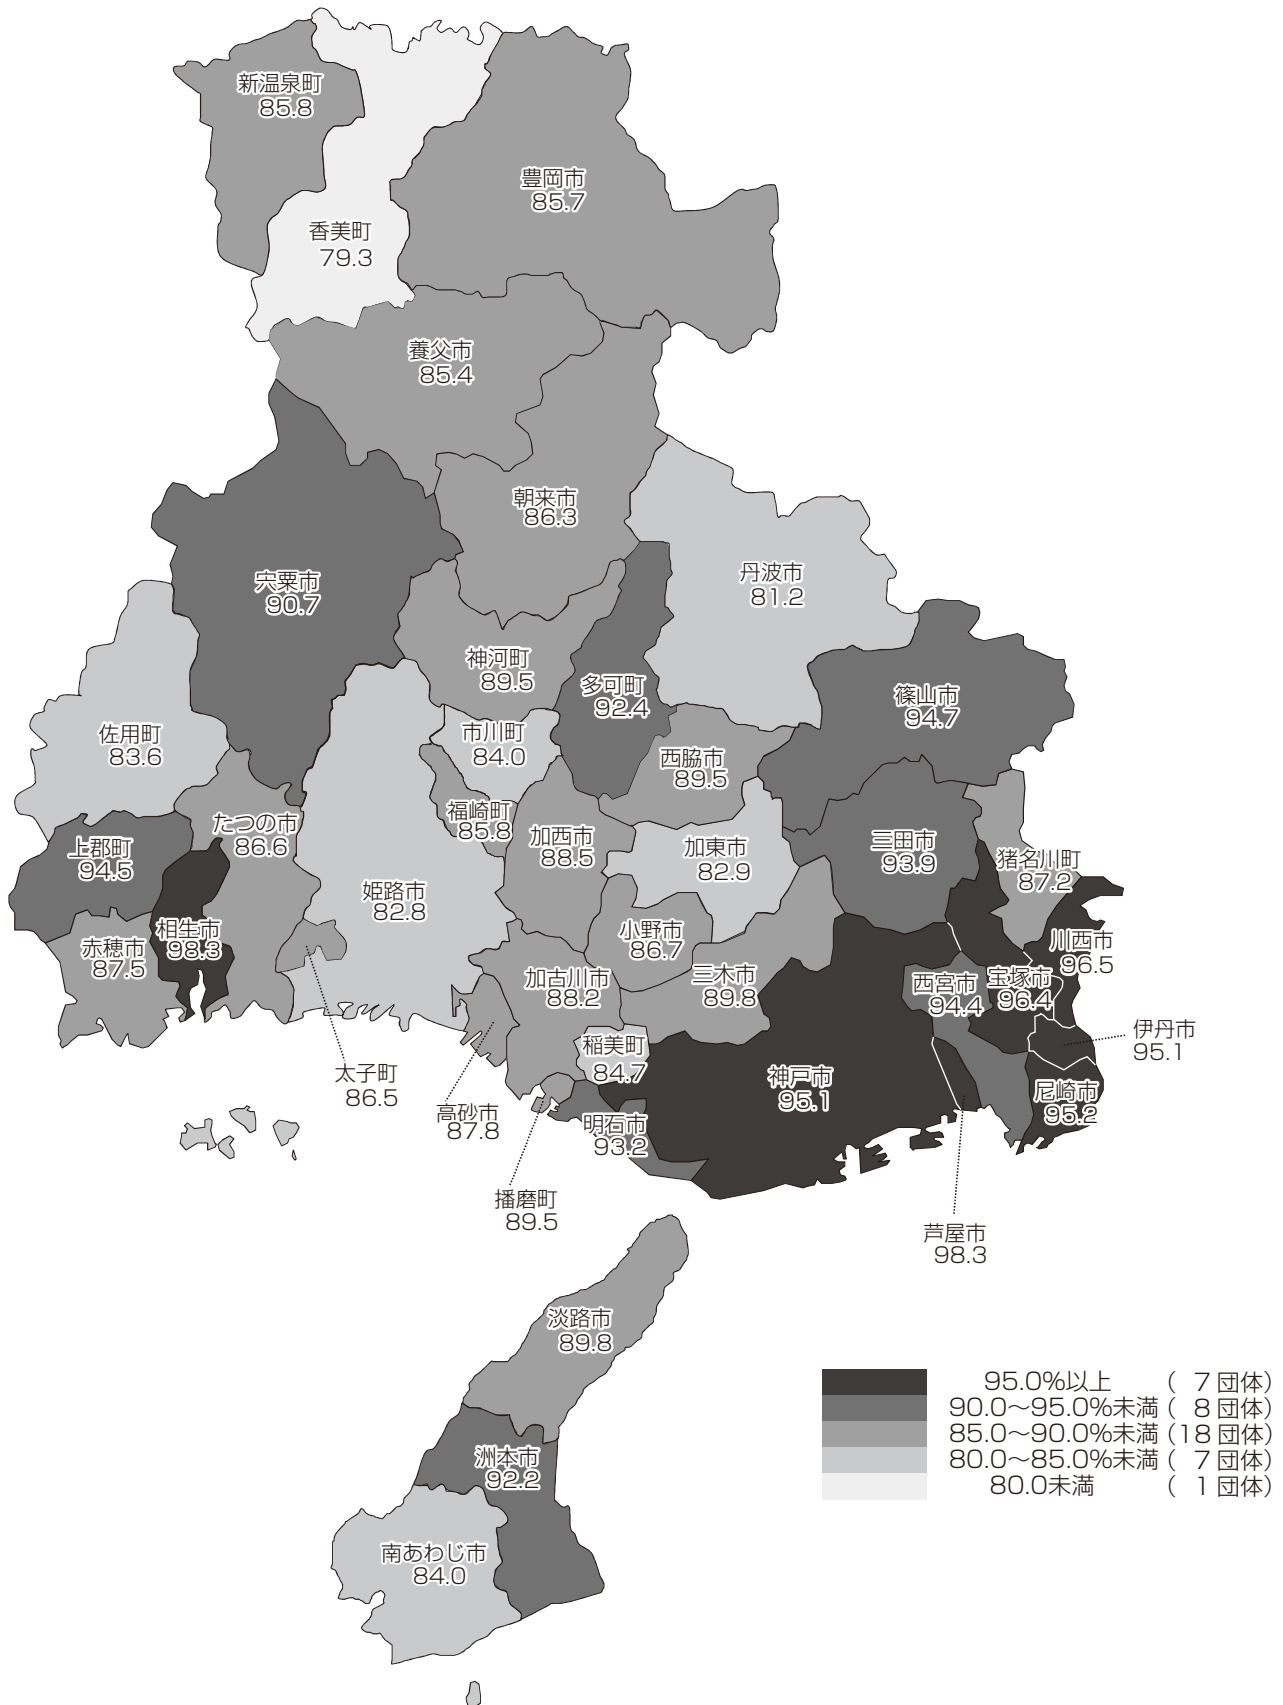 新温泉町
85.8
豊岡市
85.7
香美町
79.3
養父市
85.4
朝来市
86.3
宍粟市
90.7
丹波市
81.2
神河町
89.5
多可町
92.4
篠山市
94.7
佐用町
83.6
市川町
84.0
西脇市
89.5
福崎町
85.8
たつの市
86.6
加西市
88.5
加東市
82.9
三田市
93.9
猪名川町
87.2
上郡町
94.5
姫路市
82.8
相生市
98.3
赤穂市
87.5
小野市
86.7
川西市
96.5
加古川市
88.2
三木市
89.8
西宮市
94.4
宝塚市
96.4
伊丹市
95.1
稲美町
84.7
太子町
86.5
神戸市
95.1
尼崎市
95.2
高砂市
87.8
明石市
93.2
播磨町
89.5
芦屋市
98.3
淡路市
89.8
洲本市
92.2
南あわじ市
84.0
95.0%以上 ( 7団体)
90.0～95.0%未満 ( 8団体)
85.0～90.0%未満 (18団体)
80.0～85.0%未満 ( 7団体)
80.0未満 ( 1団体)